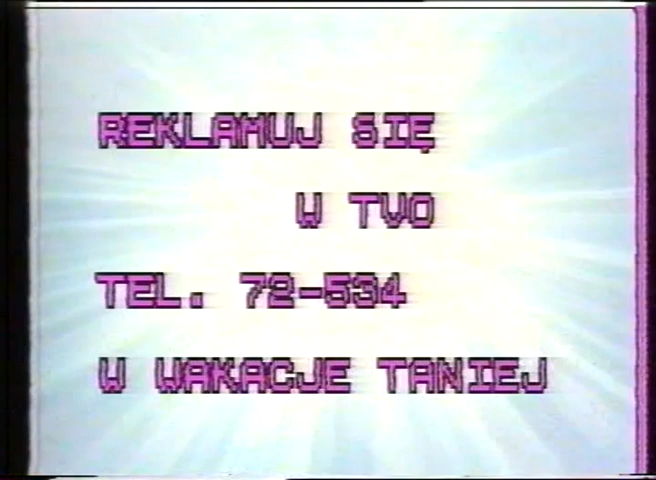 REKLAMUJ SIĘ
W TVO
TEL. 72-534
W WAKACJE TANIEJ